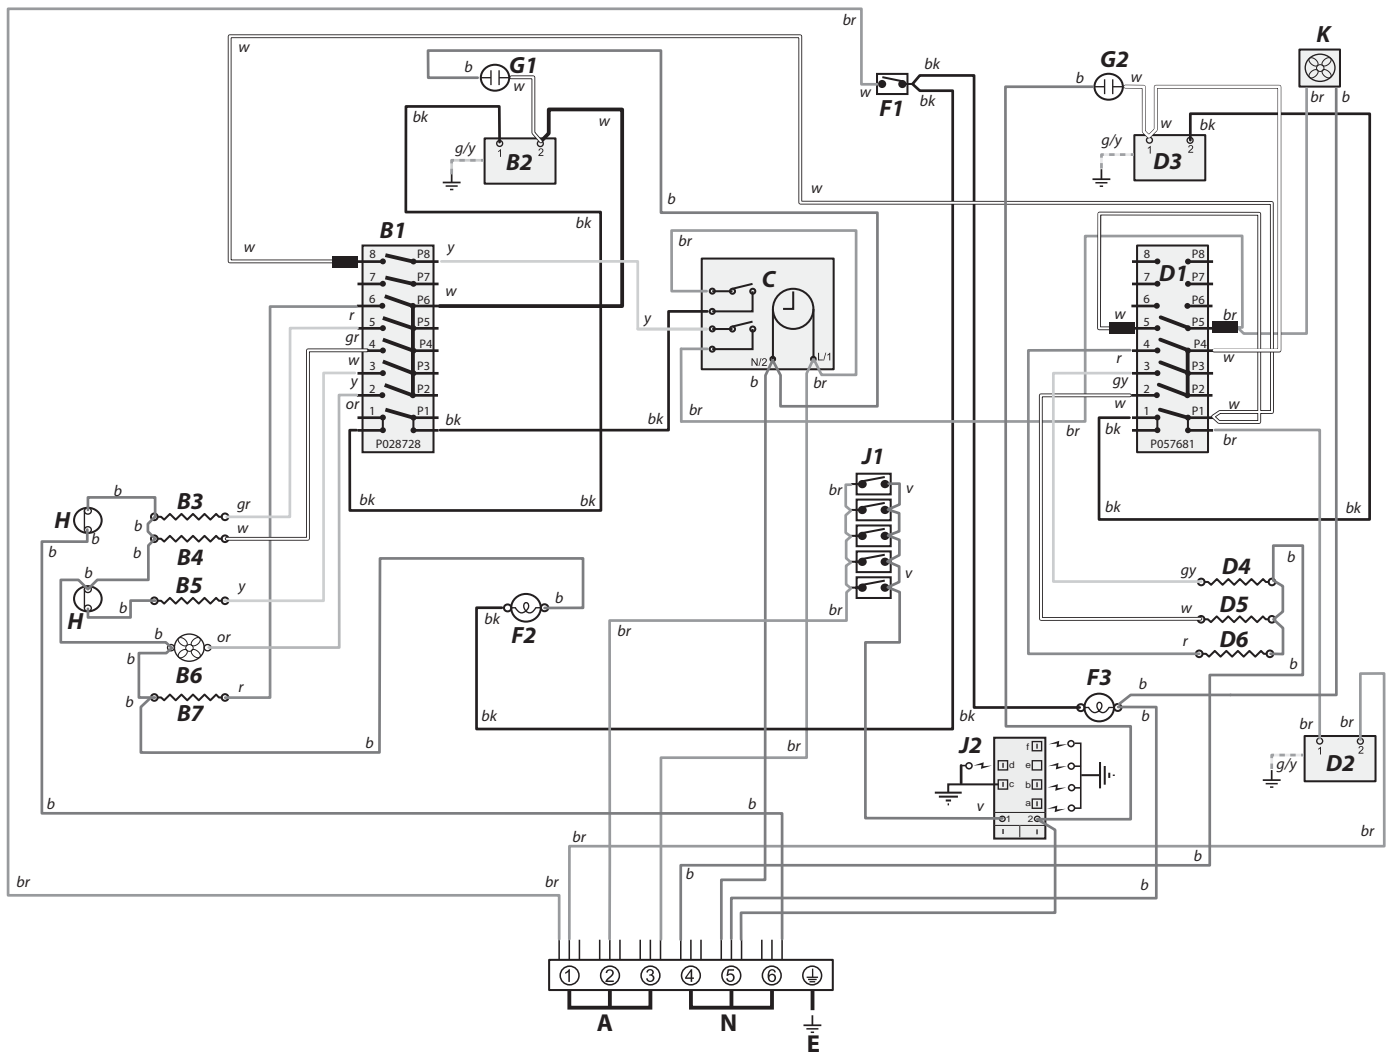 br
K
w
bk
G1
b
w
G2
b
w
F1
w
bk
br
b
bk
w
g/y
1
2
B2
w
bk
g/y
1
2
D3
w
b
bk
br
B1
w
y
8 P8
7 P7
w
6 P6
r
5 P5
gr
4 P4
w
3 P3
y
2 P2
or
1 P1
bk
P028728
C
y
N/2
L/1
b
br
br
8 P8
D1
7 P7
6 P6
w
br
5 P5
4 P4
r
w
3 P3
gy
2 P2
w
w
1 P1
br
bk
br
P057681
bk
bk
J1
br
v
v
br
bk
bk
b
H
b
b
b
b
B3
gr
w
B4
b
H
b
B5
y
b
or
B6
b
b
B7
r
b
bk
F2
b
br
bk
gy
D4
b
w
D5
r
D6
b
F3
b
b
bk
br
br
1
2
g/y
D2
br
J2
f
d
e
c
b
a
v
1
2
b
b
br
br
b
b
b
br
br
1
2
3
4
5
6
A
N
E